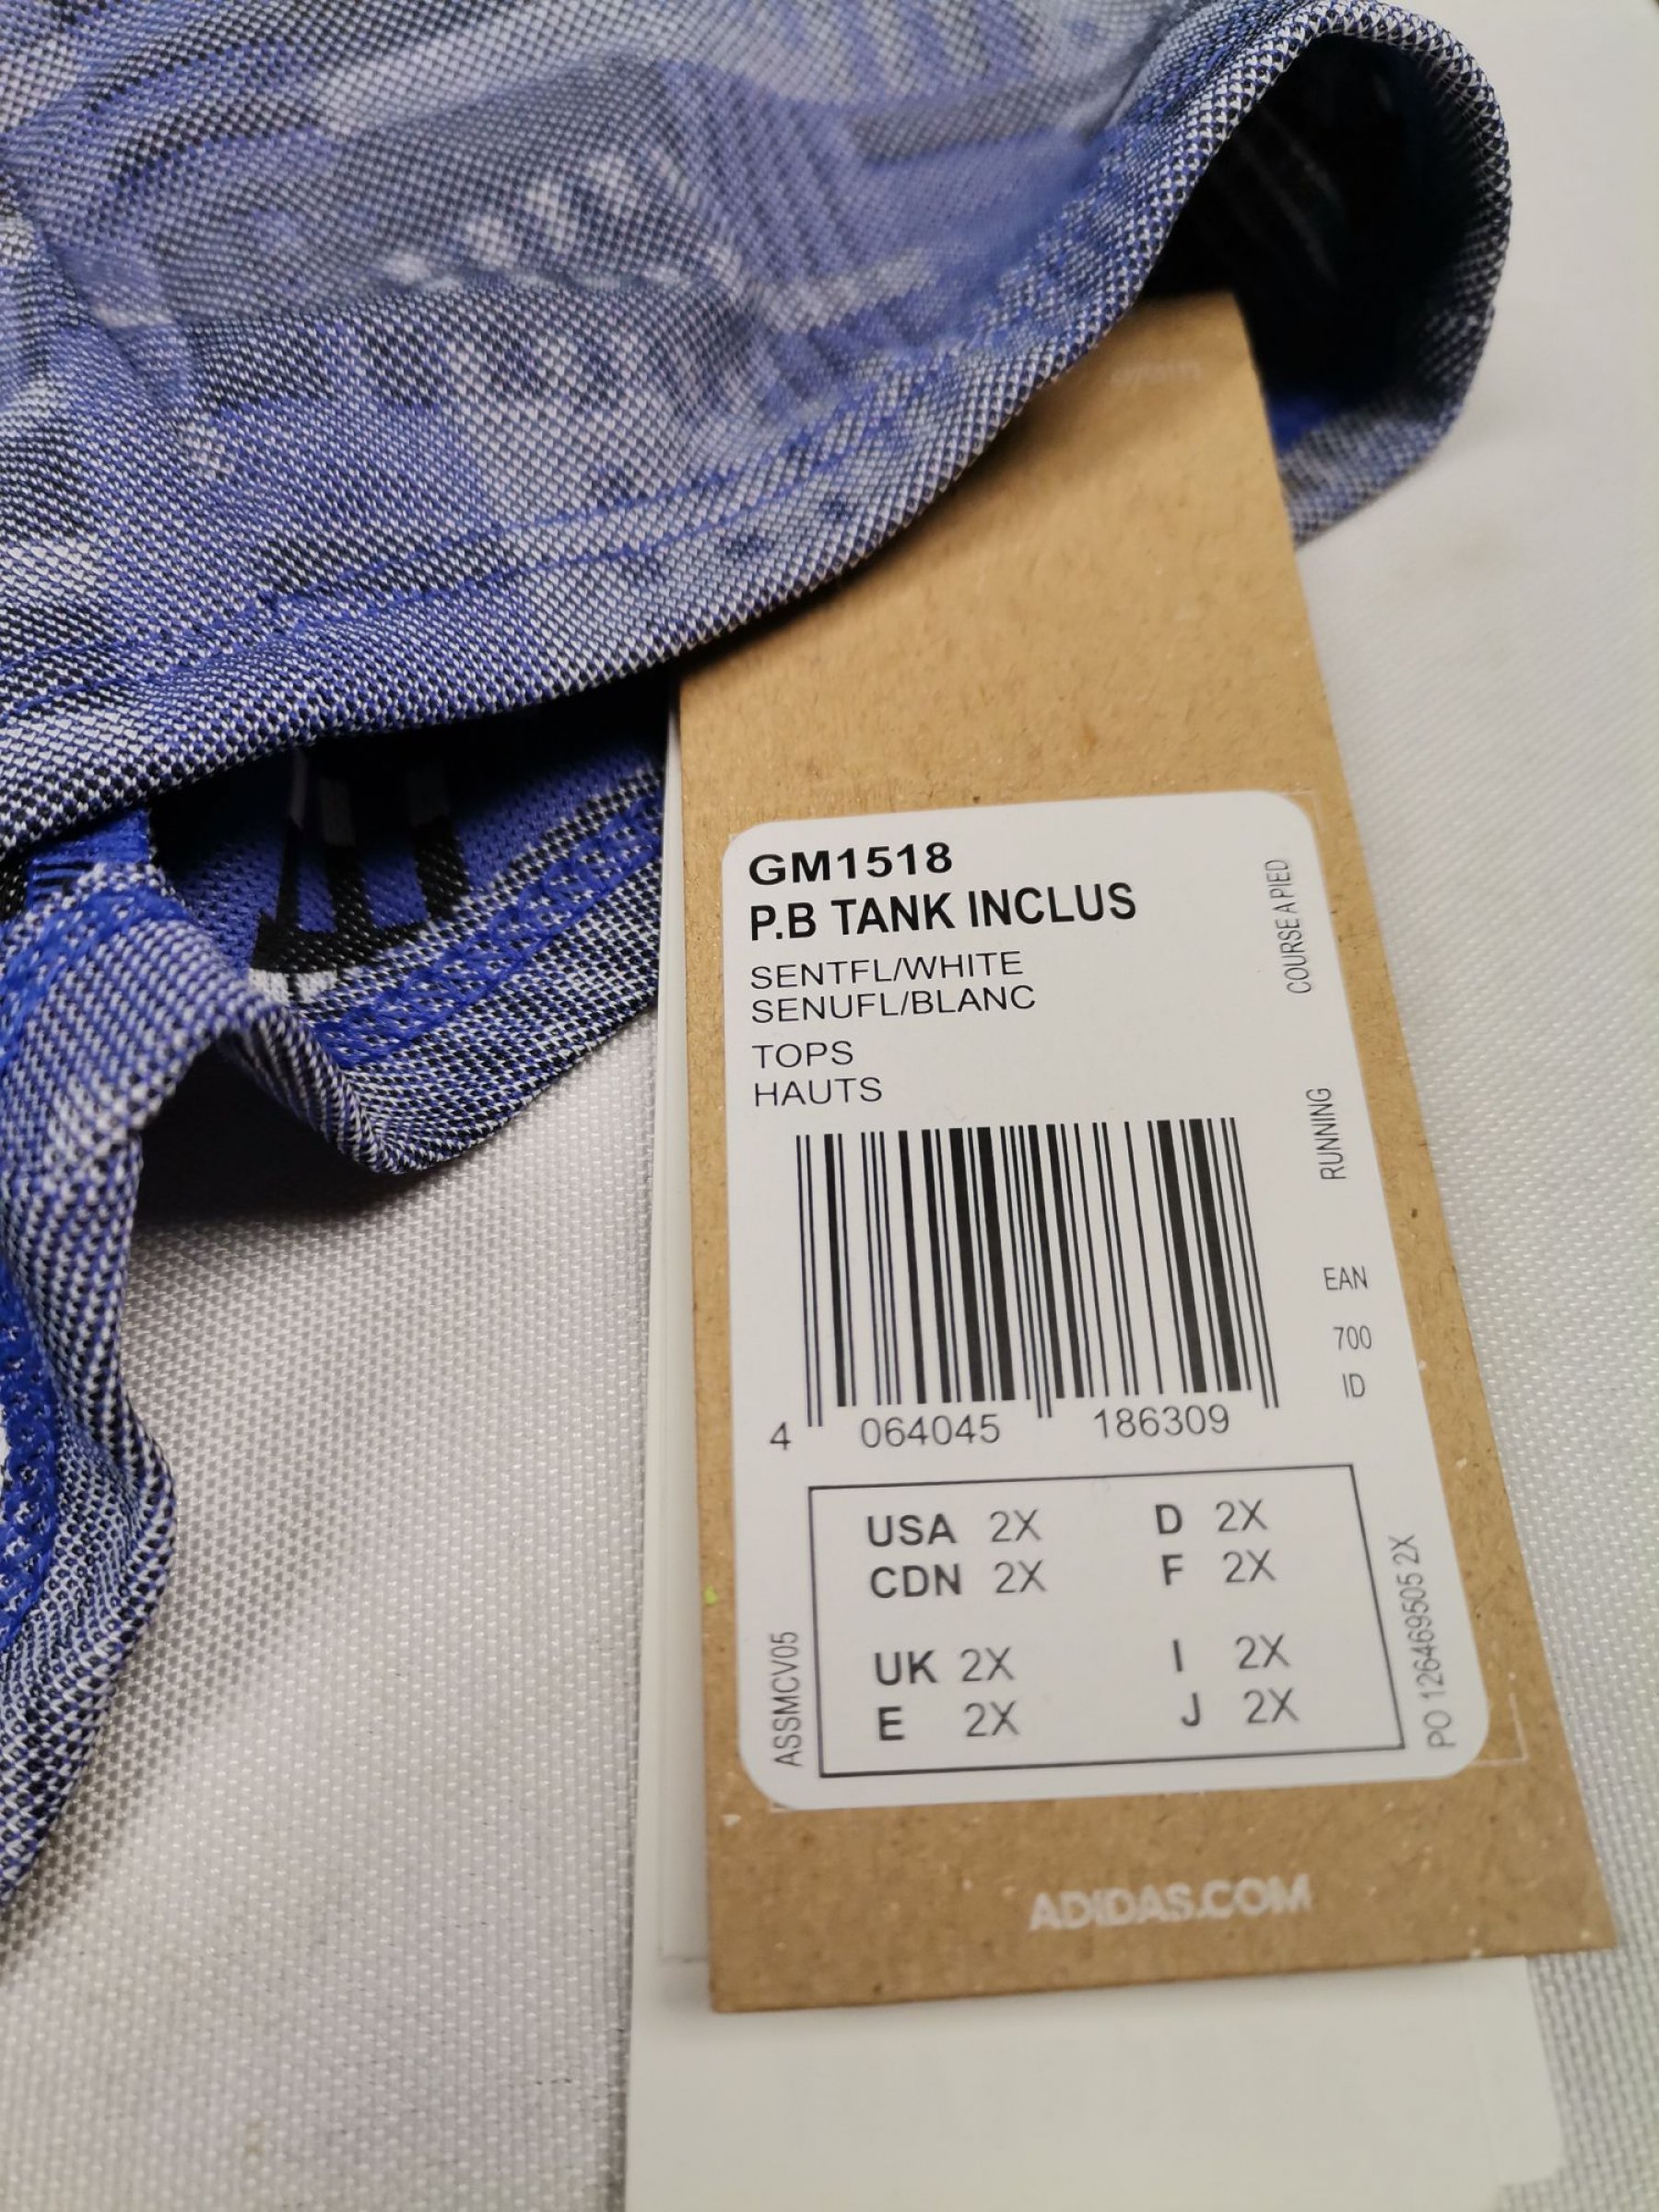 GM1518
P.B TANK INCLUS
SENTFL/WHITE
SENUFL/BLANC
TOPS
HAUTS
COURSE A PIED
RUNNING
EAN
700
ID
4 064045 186309
USA 2X D 2X
CDN 2X F 2X
UK 2X I 2X
E 2X J 2X
ASSMCV05
PO 126469505 2X
ADIDAS.COM